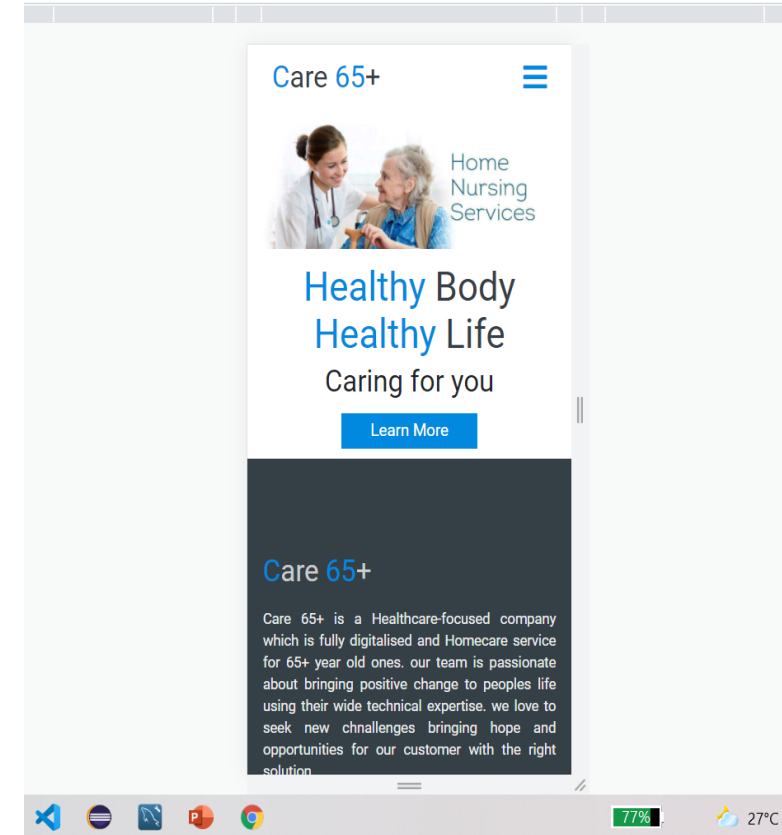 Care 65+
Home
Nursing
Services
Healthy Body
Healthy Life
Caring for you
Learn More
Care 65+
Care 65+ is a Healthcare-focused company
which is fully digitalised and Homecare service
for 65+ year old ones. our team is passionate
about bringing positive change to peoples life
using their wide technical expertise. we love to
seek new chnallenges bringing hope and
opportunities for our customer with the right
solution
77%
27°C